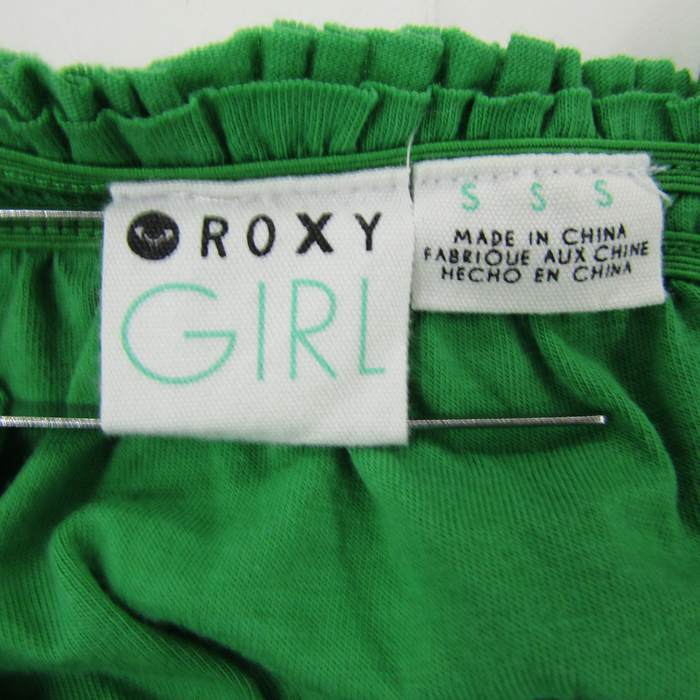 ROXY
GIRL
S S S
MADE IN CHINA
FABRIQUE AUX CHINE
HECHO EN CHINA